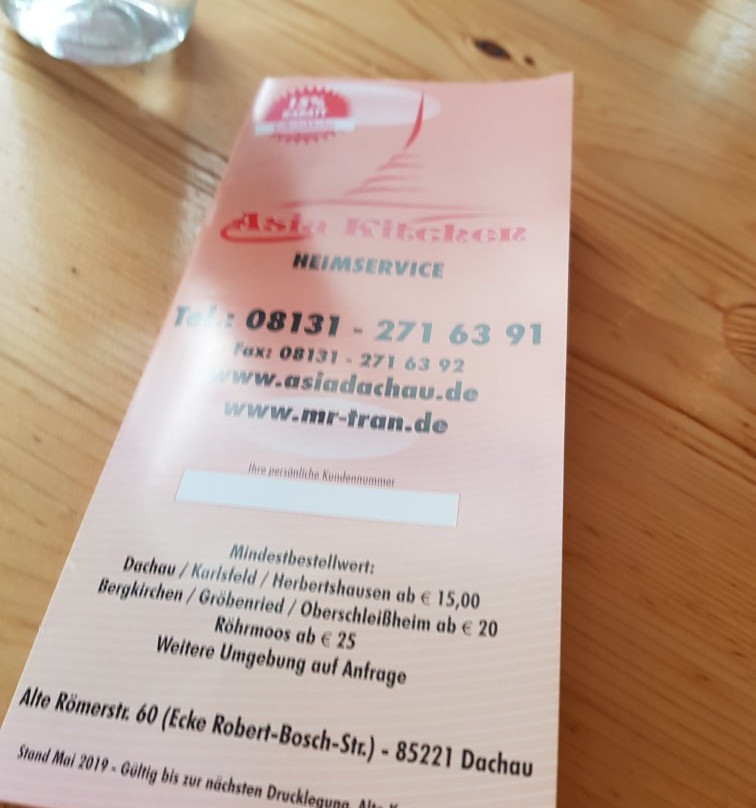 15%
RABATT
Asia Kitchen
HEIMSERVICE
Tel.: 08131 - 271 63 91
Fax: 08131 - 271 63 92
www.asiadachau.de
www.mr-tran.de
Ihre persönliche Kundennummer
Mindestbestellwert:
Dachau / Karlsfeld / Herbertshausen ab € 15,00
Bergkirchen / Gröbenried / Oberschleißheim ab € 20
Röhrmoos ab € 25
Weitere Umgebung auf Anfrage
Alte Römerstr. 60 (Ecke Robert-Bosch-Str.) - 85221 Dachau
Stand Mai 2019 - Gültig bis zur nächsten Drucklegung.